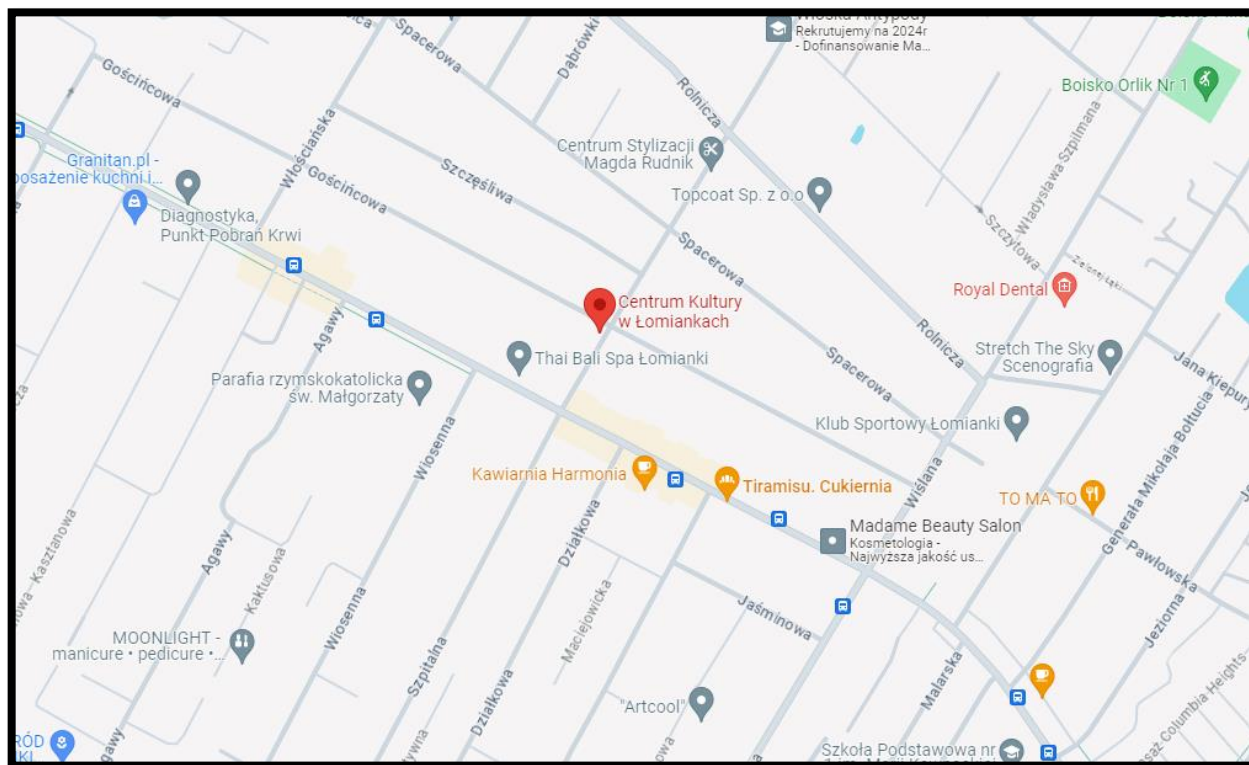 Spacerowa
Dąbrówki
Rekrutujemy na 2024r
- Dofinansowanie Ma...
Gościńcowa
Rolnicza
Boisko Orlik Nr 1
Włościańska
Centrum Stylizacji
Magda Rudnik
Władysława Szpilmana
Granitan.pl -
posażenie kuchni i...
Gościńcowa
Szczęśliwa
Topcoat Sp. z o.o
Szczytowa
Diagnostyka,
Punkt Pobrań Krwi
Spacerowa
Zielonej Łąki
Royal Dental
Centrum Kultury
w Łomiankach
Agawy
Rolnicza
Thai Bali Spa Łomianki
Stretch The Sky
Scenografia
Jana Kiepury
Parafia rzymskokatolicka
św. Małgorzaty
Spacerowa
Generała Mikołaja Bołtucia
Wiosenna
Klub Sportowy Łomianki
Kawiarnia Harmonia
Tiramisu. Cukiernia
Wiślana
TO MA TO
Madame Beauty Salon
Kosmetologia -
Najwyższa jakość us...
Działkowa
Agawy
Kaktusowa
Kasztanowa
Pawłowska
Jaśminowa
Jeziorna
Wiosenna
Maciejowicka
MOONLIGHT -
manicure • pedicure •...
Szpitalna
Działkowa
Malarska
"Artcool"
Columbia Heights
Agawy
Szkoła Podstawowa nr